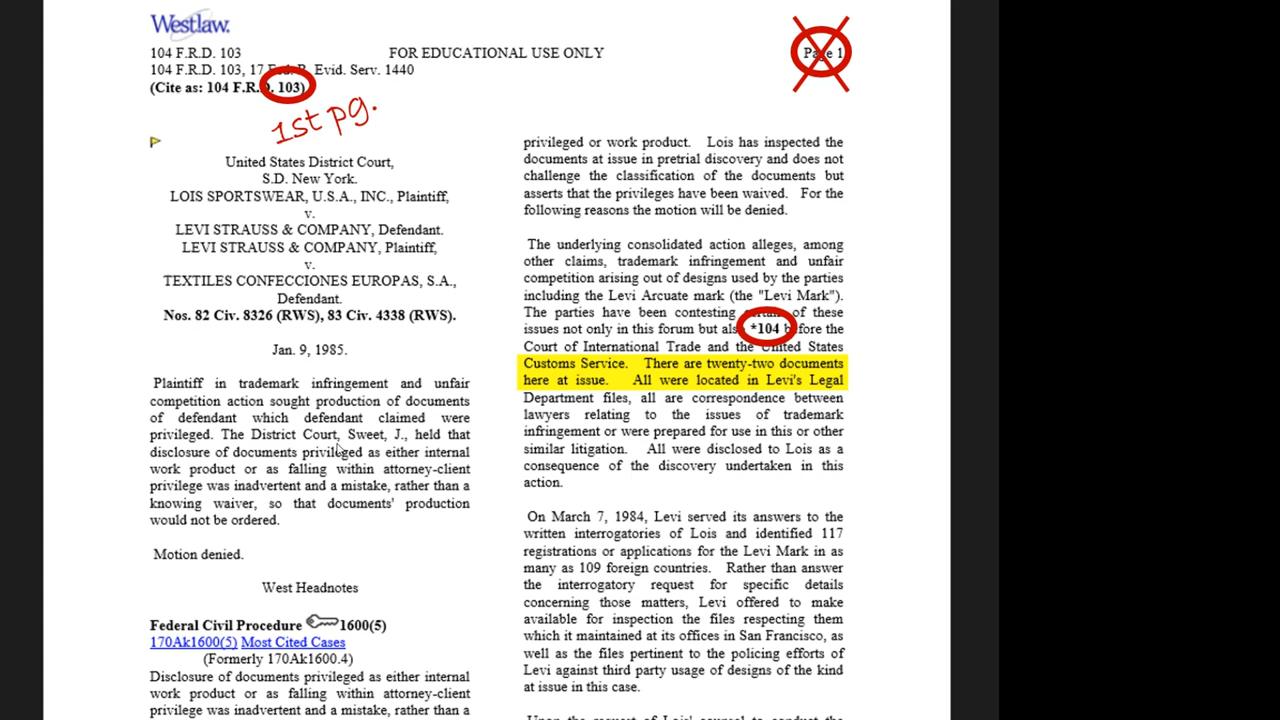 Westlaw.
104 F.R.D. 103
FOR EDUCATIONAL USE ONLY
Page 1
104 F.R.D. 103, 17 Fed. R. Evid. Serv. 1440
(Cite as: 104 F.R.D. 103)
1st pg.
United States District Court,
S.D. New York.
LOIS SPORTSWEAR, U.S.A., INC., Plaintiff,
v.
LEVI STRAUSS & COMPANY, Defendant.
LEVI STRAUSS & COMPANY, Plaintiff,
v.
TEXTILES CONFECCIONES EUROPAS, S.A.,
Defendant.
Nos. 82 Civ. 8326 (RWS), 83 Civ. 4338 (RWS).
Jan. 9, 1985.
Plaintiff in trademark infringement and unfair
competition action sought production of documents
of defendant which defendant claimed were
privileged. The District Court, Sweet, J., held that
disclosure of documents privileged as either internal
work product or as falling within attorney-client
privilege was inadvertent and a mistake, rather than a
knowing waiver, so that documents' production
would not be ordered.
Motion denied.
West Headnotes
Federal Civil Procedure 1600(5)
170Ak1600(5) Most Cited Cases
(Formerly 170Ak1600.4)
Disclosure of documents privileged as either internal
work product or as falling within attorney-client
privilege was inadvertent and a mistake, rather than a
privileged or work product. Lois has inspected the
documents at issue in pretrial discovery and does not
challenge the classification of the documents but
asserts that the privileges have been waived. For the
following reasons the motion will be denied.
The underlying consolidated action alleges, among
other claims, trademark infringement and unfair
competition arising out of designs used by the parties
including the Levi Arcuate mark (the "Levi Mark").
The parties have been contesting certain of these
issues not only in this forum but also *104 before the
Court of International Trade and the United States
Customs Service. There are twenty-two documents
here at issue. All were located in Levi's Legal
Department files, all are correspondence between
lawyers relating to the issues of trademark
infringement or were prepared for use in this or other
similar litigation. All were disclosed to Lois as a
consequence of the discovery undertaken in this
action.
On March 7, 1984, Levi served its answers to the
written interrogatories of Lois and identified 117
registrations or applications for the Levi Mark in as
many as 109 foreign countries. Rather than answer
the interrogatory request for specific details
concerning those matters, Levi offered to make
available for inspection the files respecting them
which it maintained at its offices in San Francisco, as
well as the files pertinent to the policing efforts of
Levi against third party usage of designs of the kind
at issue in this case.
Upon the request of Lois' counsel to conduct the